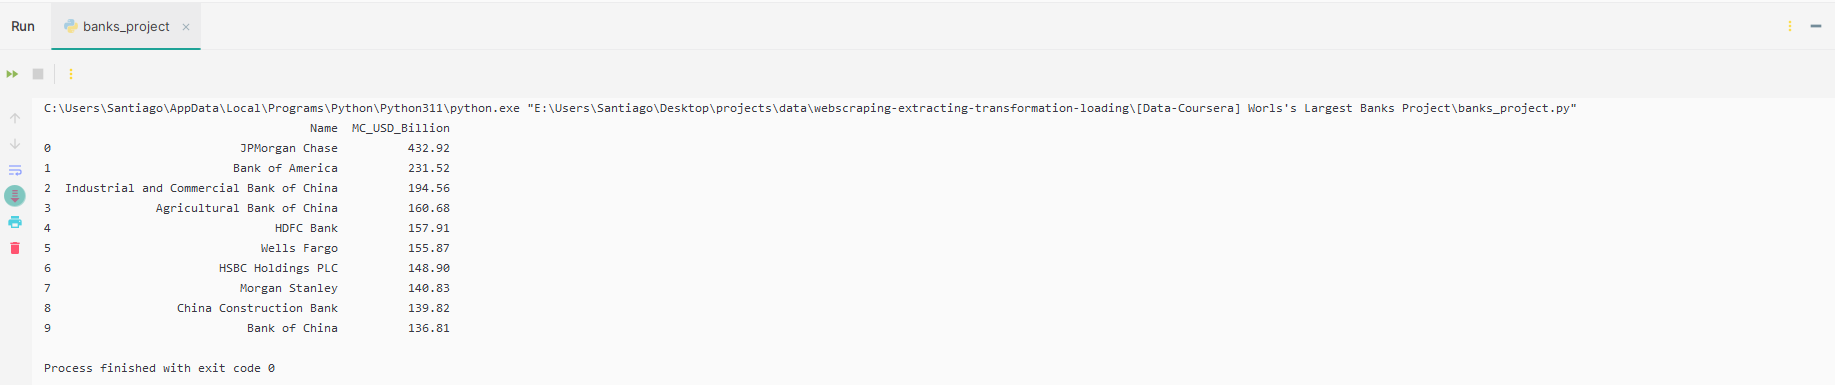 Run banks_project ×
C:\Users\Santiago\AppData\Local\Programs\Python\Python311\python.exe "E:\Users\Santiago\Desktop\projects\data\webscraping-extracting-transformation-loading\[Data-Coursera] Worls's Largest Banks Project\banks_project.py"
Name MC_USD_Billion
0 JPMorgan Chase 432.92
1 Bank of America 231.52
2 Industrial and Commercial Bank of China 194.56
3 Agricultural Bank of China 160.68
4 HDFC Bank 157.91
5 Wells Fargo 155.87
6 HSBC Holdings PLC 148.90
7 Morgan Stanley 140.83
8 China Construction Bank 139.82
9 Bank of China 136.81
Process finished with exit code 0